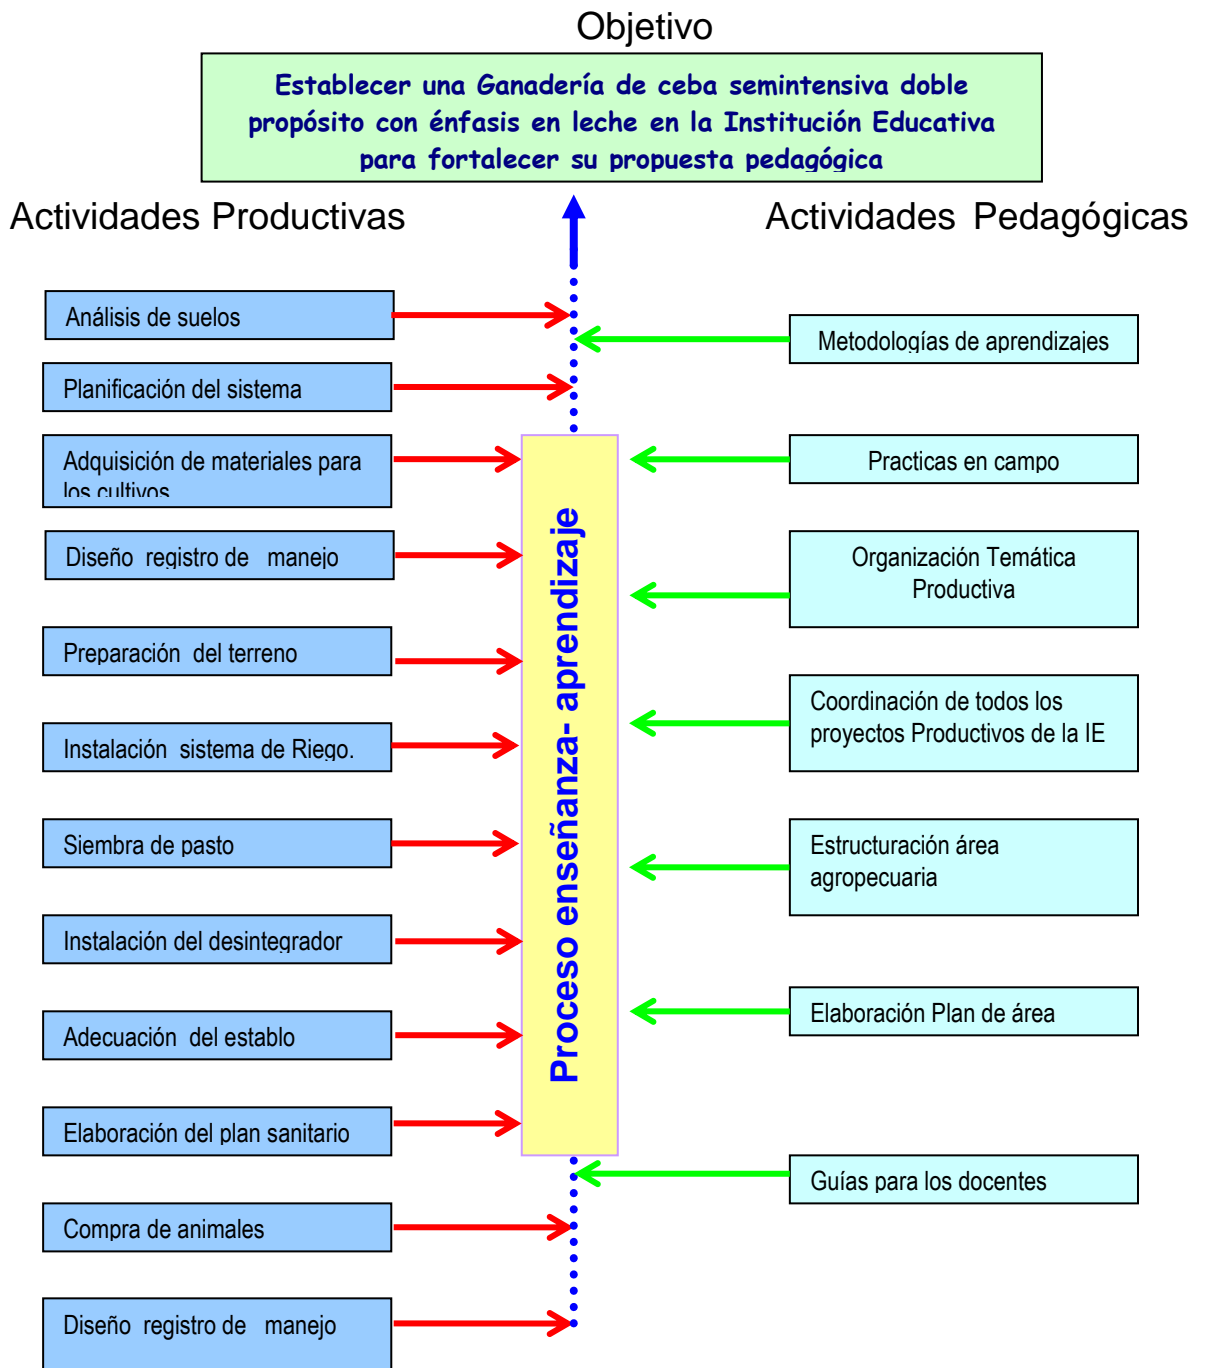 Objetivo
Establecer una Ganadería de ceba semintensiva doble
propósito con énfasis en leche en la Institución Educativa
para fortalecer su propuesta pedagógica
Actividades Productivas
Actividades Pedagógicas
Análisis de suelos
Planificación del sistema
Adquisición de materiales para
los cultivos
Diseño registro de manejo
Preparación del terreno
Instalación sistema de Riego.
Siembra de pasto
Instalación del desintegrador
Adecuación del establo
Elaboración del plan sanitario
Compra de animales
Diseño registro de manejo
Proceso enseñanza- aprendizaje
Metodologías de aprendizajes
Practicas en campo
Organización Temática
Productiva
Coordinación de todos los
proyectos Productivos de la IE
Estructuración área
agropecuaria
Elaboración Plan de área
Guías para los docentes